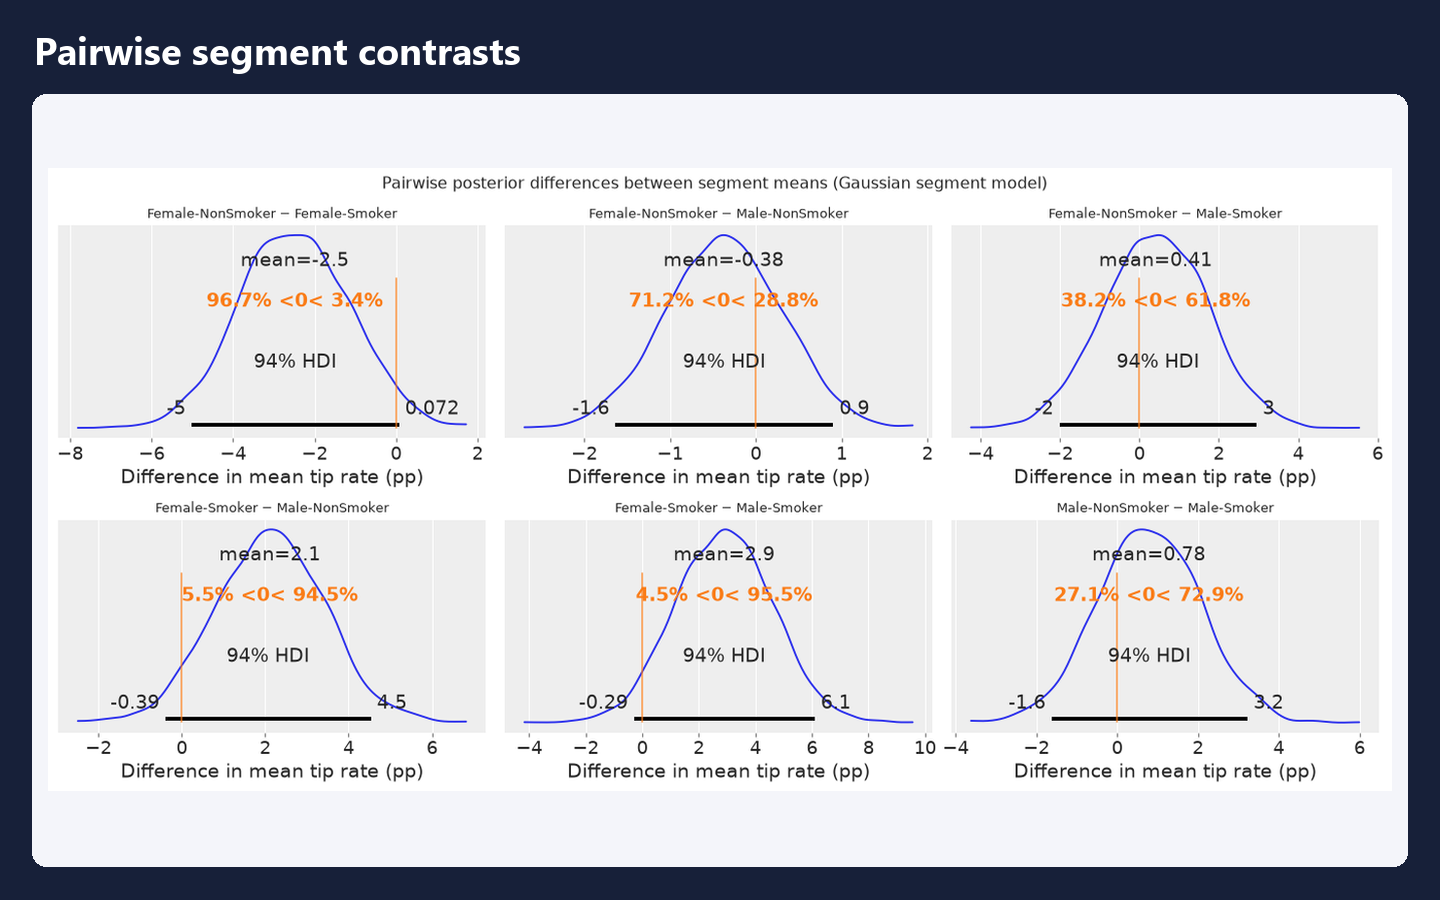 Pairwise segment contrasts
Pairwise posterior differences between segment means (Gaussian segment model)
Female-NonSmoker − Female-Smoker
mean=-2.5
96.7% <0< 3.4%
94% HDI
-5 0.072
−8 −6 −4 −2 0 2
Difference in mean tip rate (pp)
Female-NonSmoker − Male-NonSmoker
mean=-0.38
71.2% <0< 28.8%
94% HDI
-1.6 0.9
−2 −1 0 1 2
Difference in mean tip rate (pp)
Female-NonSmoker − Male-Smoker
mean=0.41
38.2% <0< 61.8%
94% HDI
-2 3
−4 −2 0 2 4 6
Difference in mean tip rate (pp)
Female-Smoker − Male-NonSmoker
mean=2.1
5.5% <0< 94.5%
94% HDI
-0.39 4.5
−2 0 2 4 6
Difference in mean tip rate (pp)
Female-Smoker − Male-Smoker
mean=2.9
4.5% <0< 95.5%
94% HDI
-0.29 6.1
−4 −2 0 2 4 6 8 10
Difference in mean tip rate (pp)
Male-NonSmoker − Male-Smoker
mean=0.78
27.1% <0< 72.9%
94% HDI
-1.6 3.2
−4 −2 0 2 4 6
Difference in mean tip rate (pp)